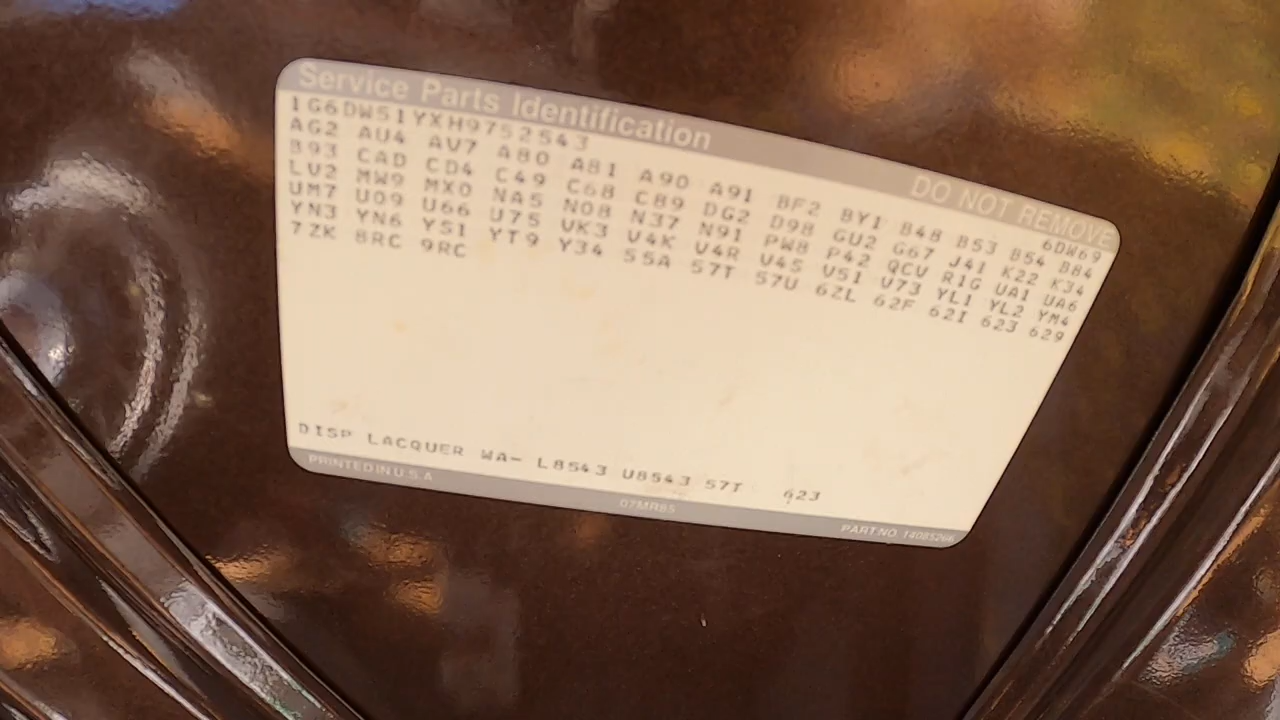 Service Parts Identification
DO NOT REMOVE
1G6DW51YXH9752543 6DW69
AG2 AU4 AV7 A80 A81 A90 A91 BF2 BY1 B48 B53 B54 B84
B93 CAD CD4 C49 C68 C89 DG2 D98 GU2 G67 J41 K22 K34
LV2 MW9 MX0 NA5 N08 N37 N91 PW8 P42 QCV R1G UA1 UA6
UM7 U09 U66 U75 VK3 V4K V4R V4S V51 V73 YL1 YL2 YM4
YN3 YN6 YS1 YT9 Y34 55A 57T 57U 6ZL 62F 62I 623 629
7ZK 8RC 9RC
DISP LACQUER WA- L8543 U8543 57T 623
PRINTED IN U.S.A
07MR85
PART NO. 14085266